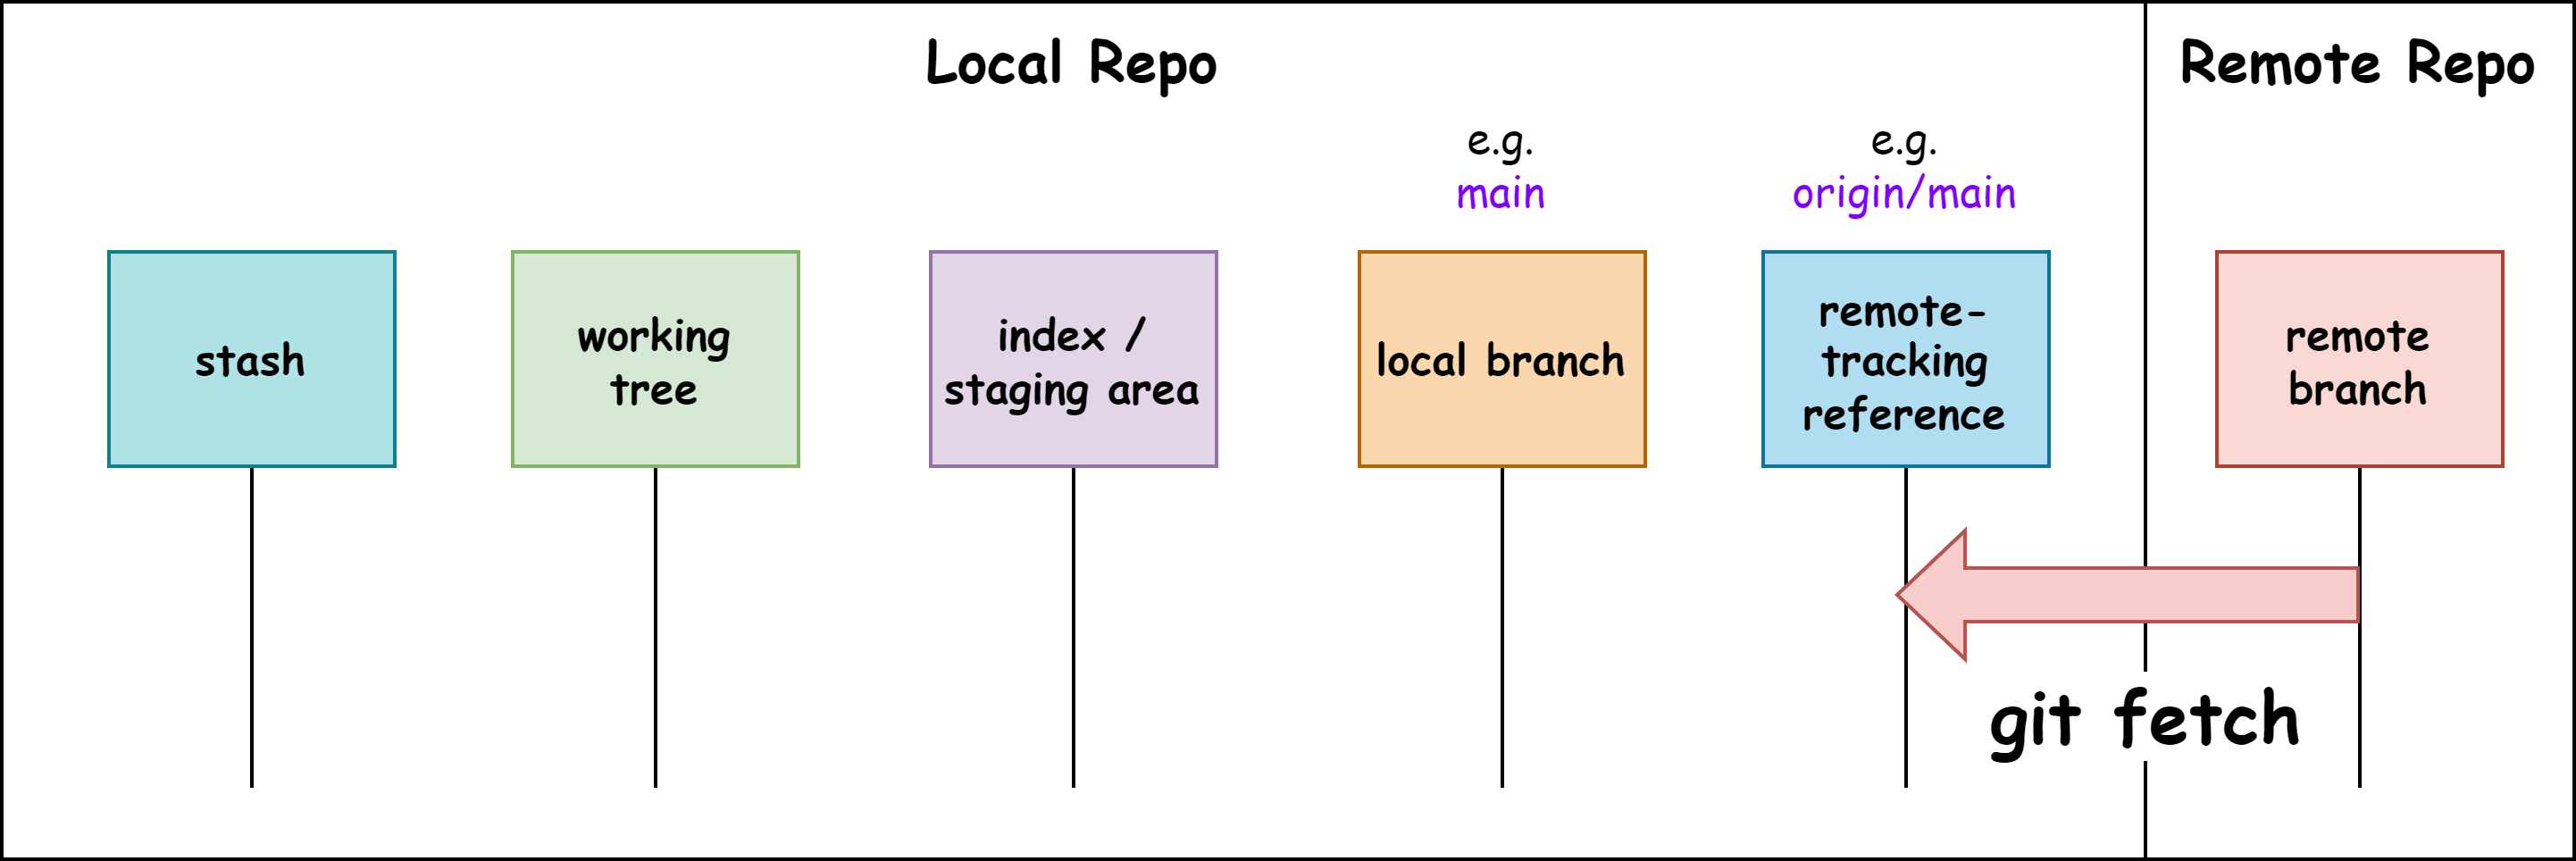 Local Repo
Remote Repo
e.g.
main
e.g.
origin/main
stash
working
tree
index /
staging area
local branch
remote-
tracking
reference
remote
branch
git fetch